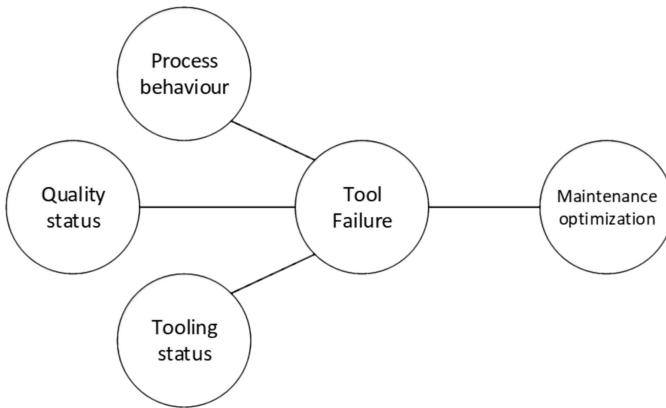 Process
behaviour
Quality
status
Tool
Failure
Maintenance
optimization
Tooling
status